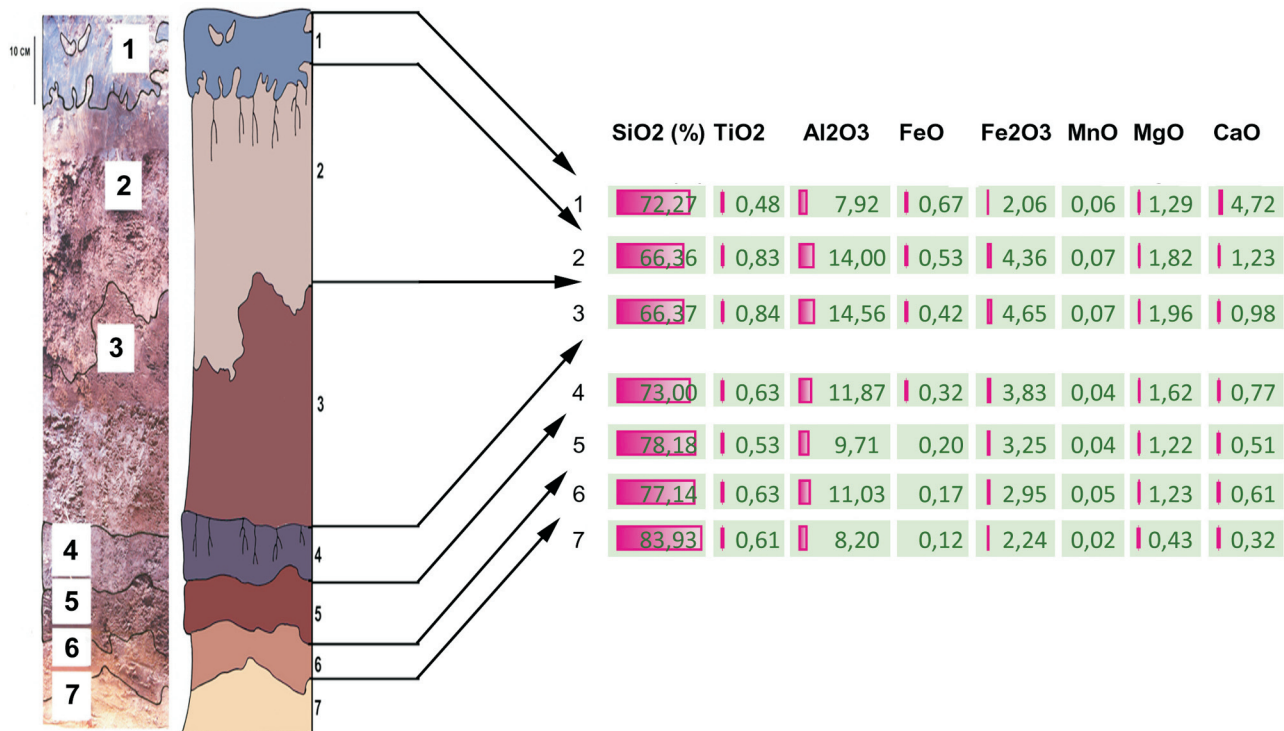 10 см
1
2
3
4
5
6
7
1
2
3
4
5
6
7
SiO2 (%) TiO2 Al2O3 FeO Fe2O3 MnO MgO CaO
1 72,27 0,48 7,92 0,67 2,06 0,06 1,29 4,72
2 66,36 0,83 14,00 0,53 4,36 0,07 1,82 1,23
3 66,37 0,84 14,56 0,42 4,65 0,07 1,96 0,98
4 73,00 0,63 11,87 0,32 3,83 0,04 1,62 0,77
5 78,18 0,53 9,71 0,20 3,25 0,04 1,22 0,51
6 77,14 0,63 11,03 0,17 2,95 0,05 1,23 0,61
7 83,93 0,61 8,20 0,12 2,24 0,02 0,43 0,32